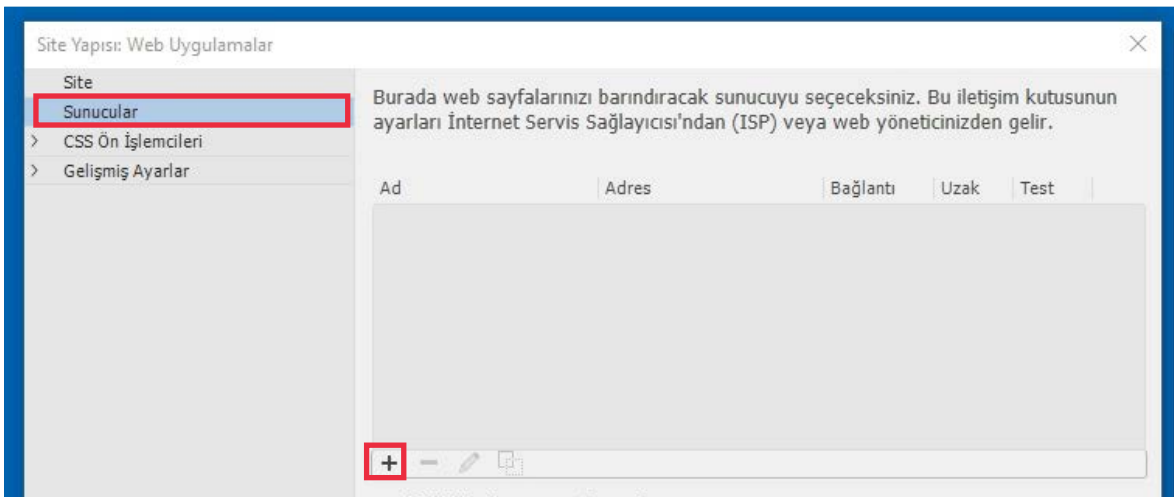 Site Yapısı: Web Uygulamalar
Site
Sunucular
CSS Ön İşlemcileri
Gelişmiş Ayarlar
Burada web sayfalarınızı barındıracak sunucuyu seçeceksiniz. Bu iletişim kutusunun
ayarları İnternet Servis Sağlayıcısı'ndan (ISP) veya web yöneticinizden gelir.
Ad Adres Bağlantı Uzak Test